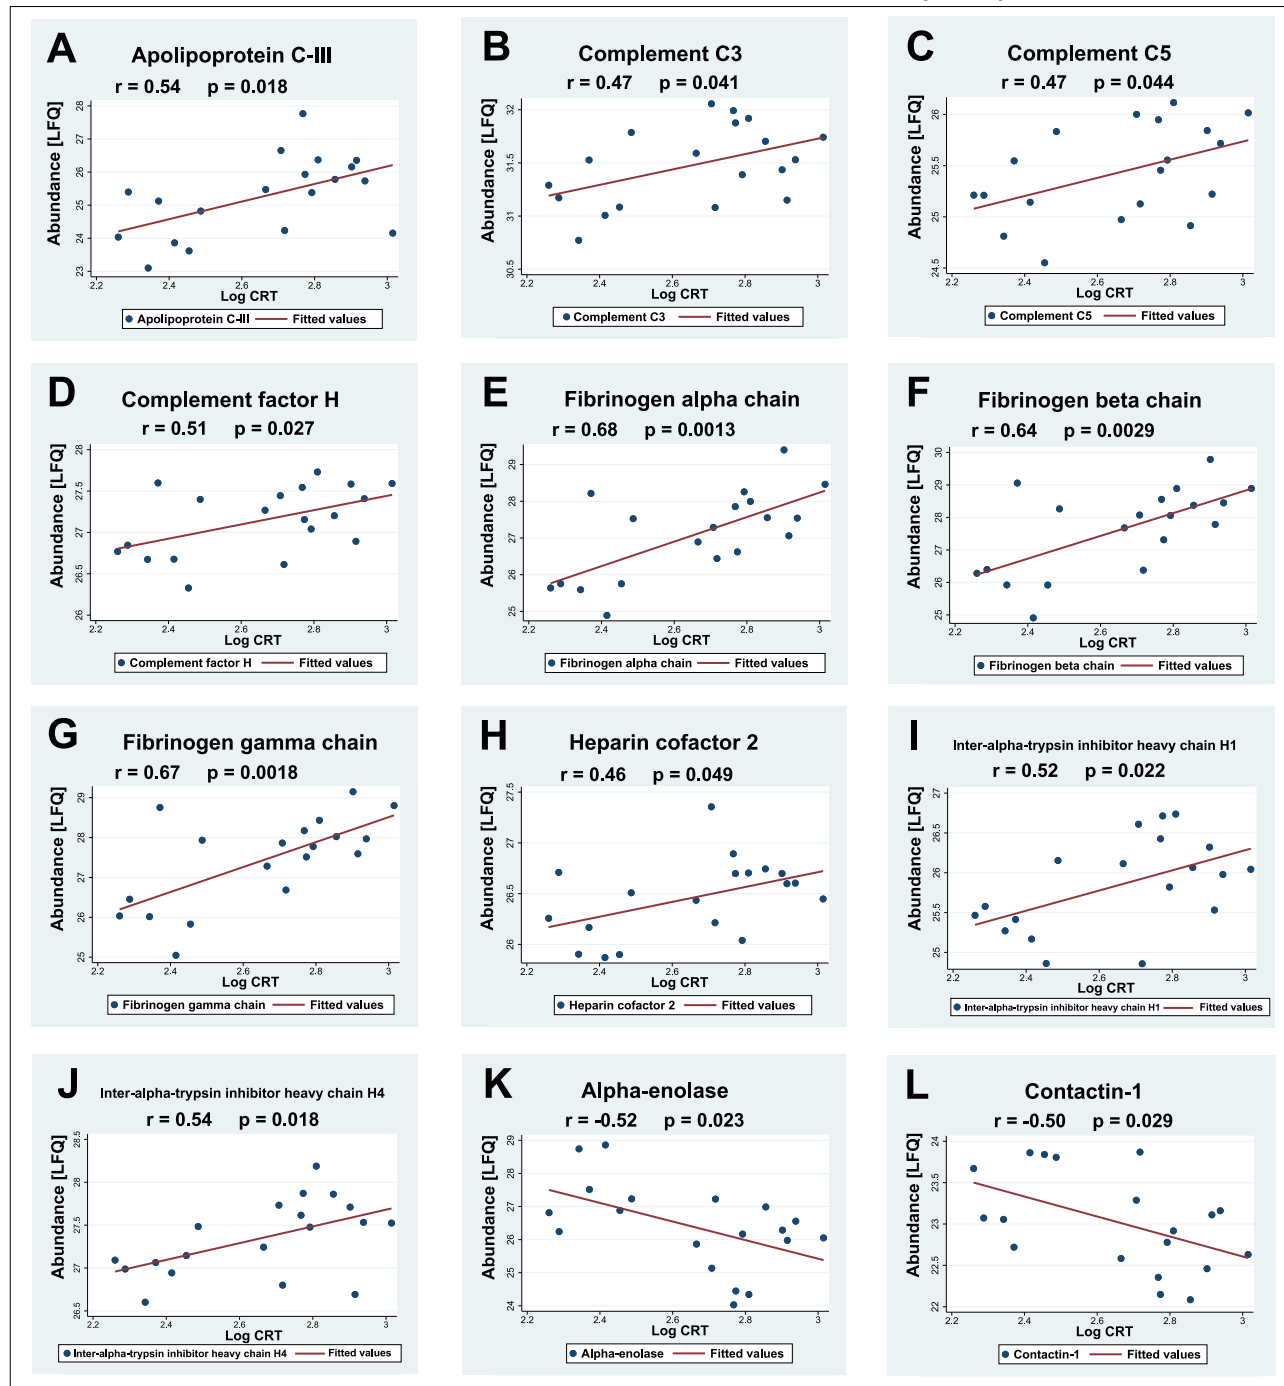 A
Apolipoprotein C-III
r = 0.54 p = 0.018
Abundance [LFQ]
28
27
26
25
24
23
2.2 2.4 2.6 2.8 3
Log CRT
Apolipoprotein C-III Fitted values
B
Complement C3
r = 0.47 p = 0.041
Abundance [LFQ]
32
31.5
31
30.5
2.2 2.4 2.6 2.8 3
Log CRT
Complement C3 Fitted values
C
Complement C5
r = 0.47 p = 0.044
Abundance [LFQ]
26
25.5
25
24.5
2.2 2.4 2.6 2.8 3
Log CRT
Complement C5 Fitted values
D
Complement factor H
r = 0.51 p = 0.027
Abundance [LFQ]
28
27.5
27
26.5
26
2.2 2.4 2.6 2.8 3
Log CRT
Complement factor H Fitted values
E
Fibrinogen alpha chain
r = 0.68 p = 0.0013
Abundance [LFQ]
29
28
27
26
25
2.2 2.4 2.6 2.8 3
Log CRT
Fibrinogen alpha chain Fitted values
F
Fibrinogen beta chain
r = 0.64 p = 0.0029
Abundance [LFQ]
30
29
28
27
26
25
2.2 2.4 2.6 2.8 3
Log CRT
Fibrinogen beta chain Fitted values
G
Fibrinogen gamma chain
r = 0.67 p = 0.0018
Abundance [LFQ]
29
28
27
26
25
2.2 2.4 2.6 2.8 3
Log CRT
Fibrinogen gamma chain Fitted values
H
Heparin cofactor 2
r = 0.46 p = 0.049
Abundance [LFQ]
27.5
27
26.5
26
2.2 2.4 2.6 2.8 3
Log CRT
Heparin cofactor 2 Fitted values
I
Inter-alpha-trypsin inhibitor heavy chain H1
r = 0.52 p = 0.022
Abundance [LFQ]
27
26.5
26
25.5
25
2.2 2.4 2.6 2.8 3
Log CRT
Inter-alpha-trypsin inhibitor heavy chain H1 Fitted values
J
Inter-alpha-trypsin inhibitor heavy chain H4
r = 0.54 p = 0.018
Abundance [LFQ]
28.5
28
27.5
27
26.5
2.2 2.4 2.6 2.8 3
Log CRT
Inter-alpha-trypsin inhibitor heavy chain H4 Fitted values
K
Alpha-enolase
r = -0.52 p = 0.023
Abundance [LFQ]
29
28
27
26
25
24
2.2 2.4 2.6 2.8 3
Log CRT
Alpha-enolase Fitted values
L
Contactin-1
r = -0.50 p = 0.029
Abundance [LFQ]
24
23.5
23
22.5
22
2.2 2.4 2.6 2.8 3
Log CRT
Contactin-1 Fitted values